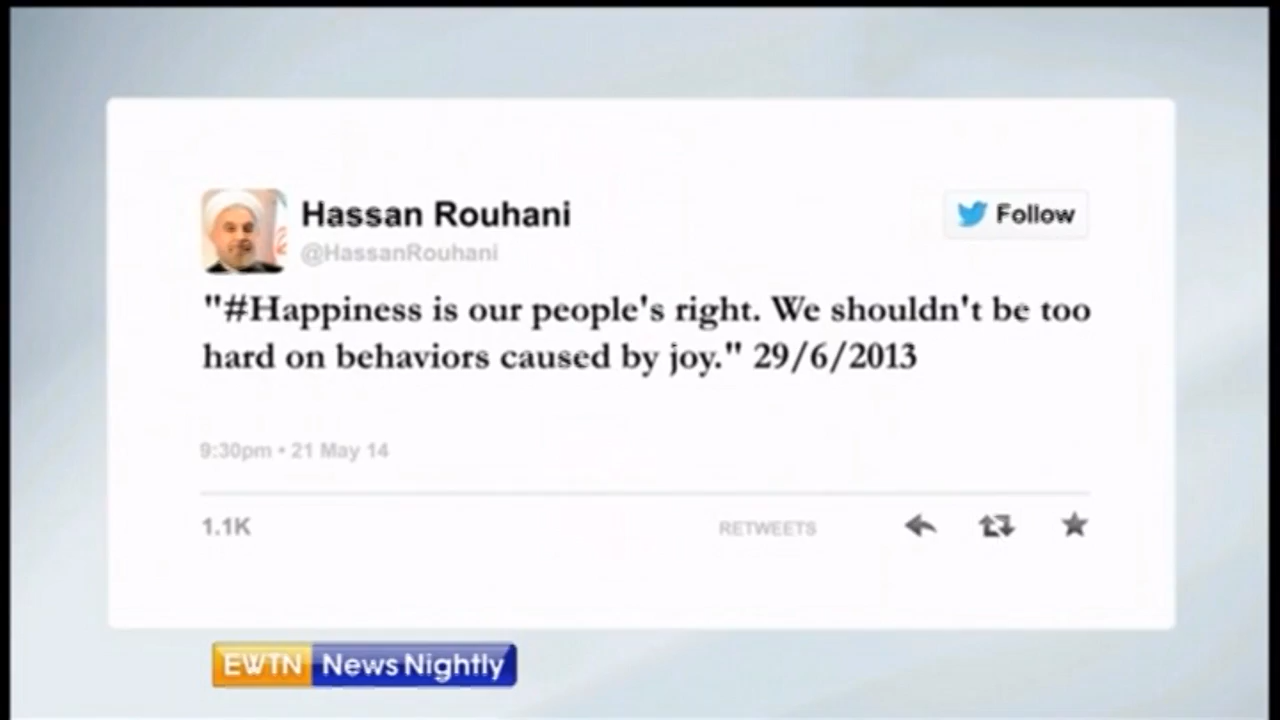 Hassan Rouhani
@HassanRouhani
Follow
"#Happiness is our people's right. We shouldn't be too
hard on behaviors caused by joy." 29/6/2013
9:30pm • 21 May 14
1.1K
RETWEETS
EWTN News Nightly